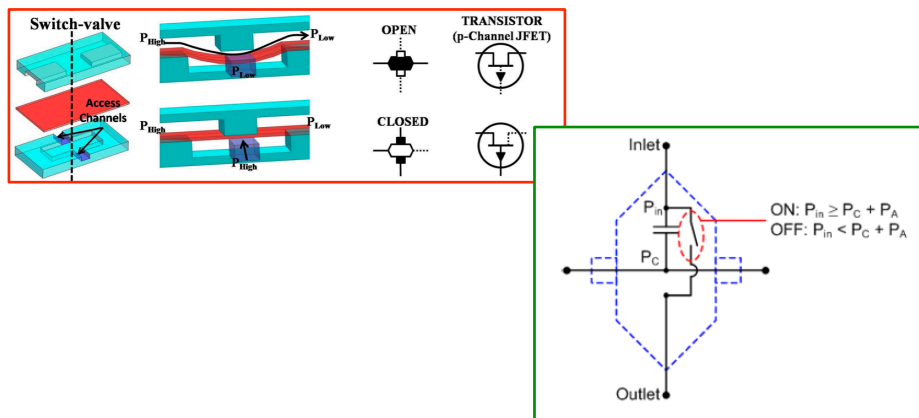 Switch-valve
Access
Channels
P_High
P_Low
P_Low
P_High
P_Low
P_High
OPEN
CLOSED
TRANSISTOR
(p-Channel JFET)
Inlet
P_in
P_C
ON: P_in ≥ P_C + P_A
OFF: P_in < P_C + P_A
Outlet